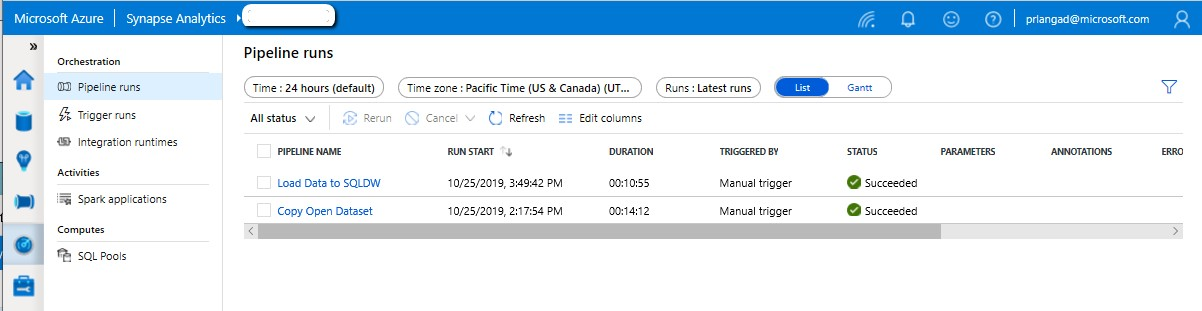 Microsoft Azure | Synapse Analytics ▸ prlangad@microsoft.com
»
Orchestration
Pipeline runs
Trigger runs
Integration runtimes
Activities
Spark applications
Computes
SQL Pools
Pipeline runs
Time : 24 hours (default) Time zone : Pacific Time (US & Canada) (UT... Runs : Latest runs List Gantt
All status Rerun Cancel Refresh Edit columns
PIPELINE NAME RUN START ↑↓ DURATION TRIGGERED BY STATUS PARAMETERS ANNOTATIONS ERRO
Load Data to SQLDW 10/25/2019, 3:49:42 PM 00:10:55 Manual trigger Succeeded
Copy Open Dataset 10/25/2019, 2:17:54 PM 00:14:12 Manual trigger Succeeded